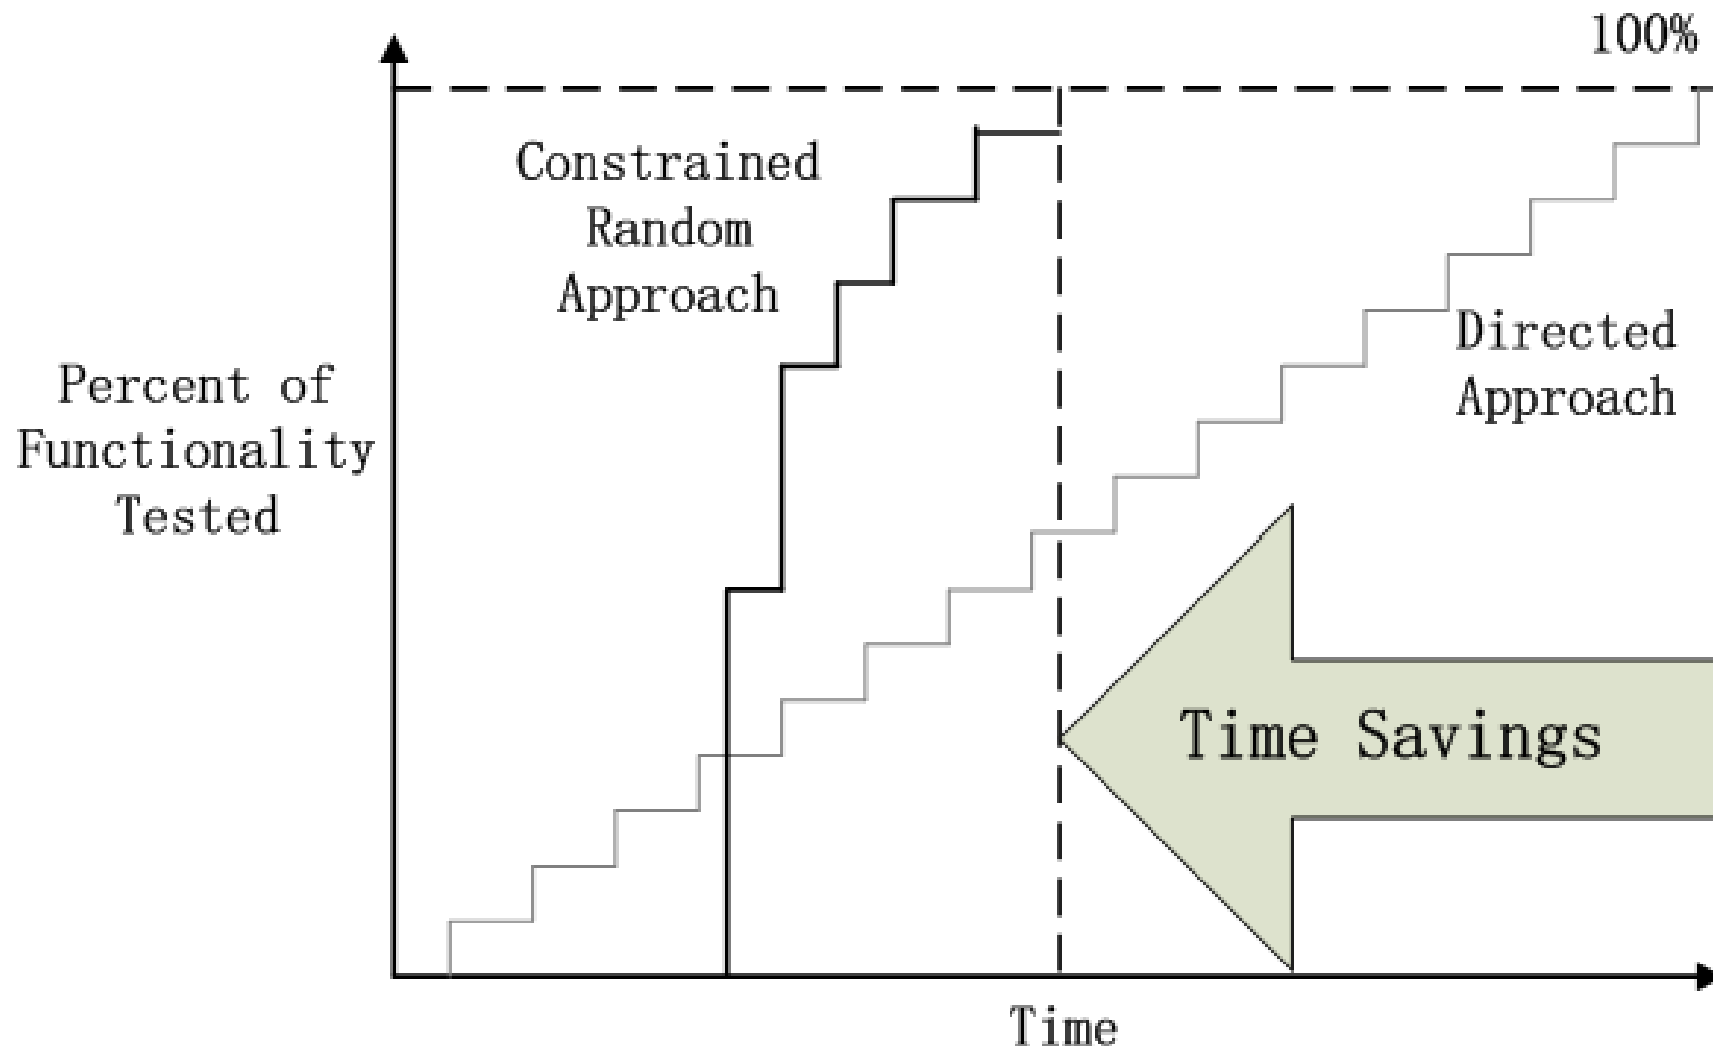 100%
Constrained
Random
Approach
Directed
Approach
Percent of
Functionality
Tested
Time Savings
Time